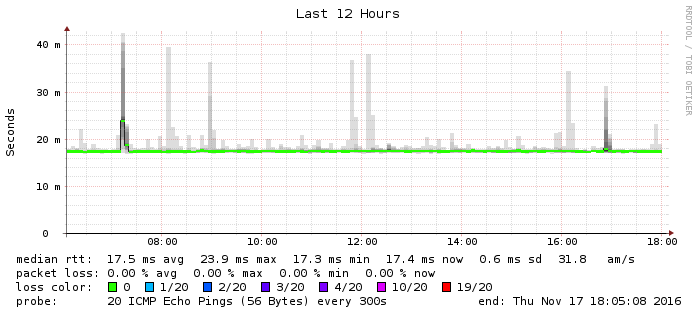 Last 12 Hours
RRDTOOL / TOBI OETIKER
Seconds
40 m
30 m
20 m
10 m
0
08:00 10:00 12:00 14:00 16:00 18:00
median rtt: 17.5 ms avg 23.9 ms max 17.3 ms min 17.4 ms now 0.6 ms sd 31.8 am/s
packet loss: 0.00 % avg 0.00 % max 0.00 % min 0.00 % now
loss color: 0 1/20 2/20 3/20 4/20 10/20 19/20
probe: 20 ICMP Echo Pings (56 Bytes) every 300s end: Thu Nov 17 18:05:08 2016